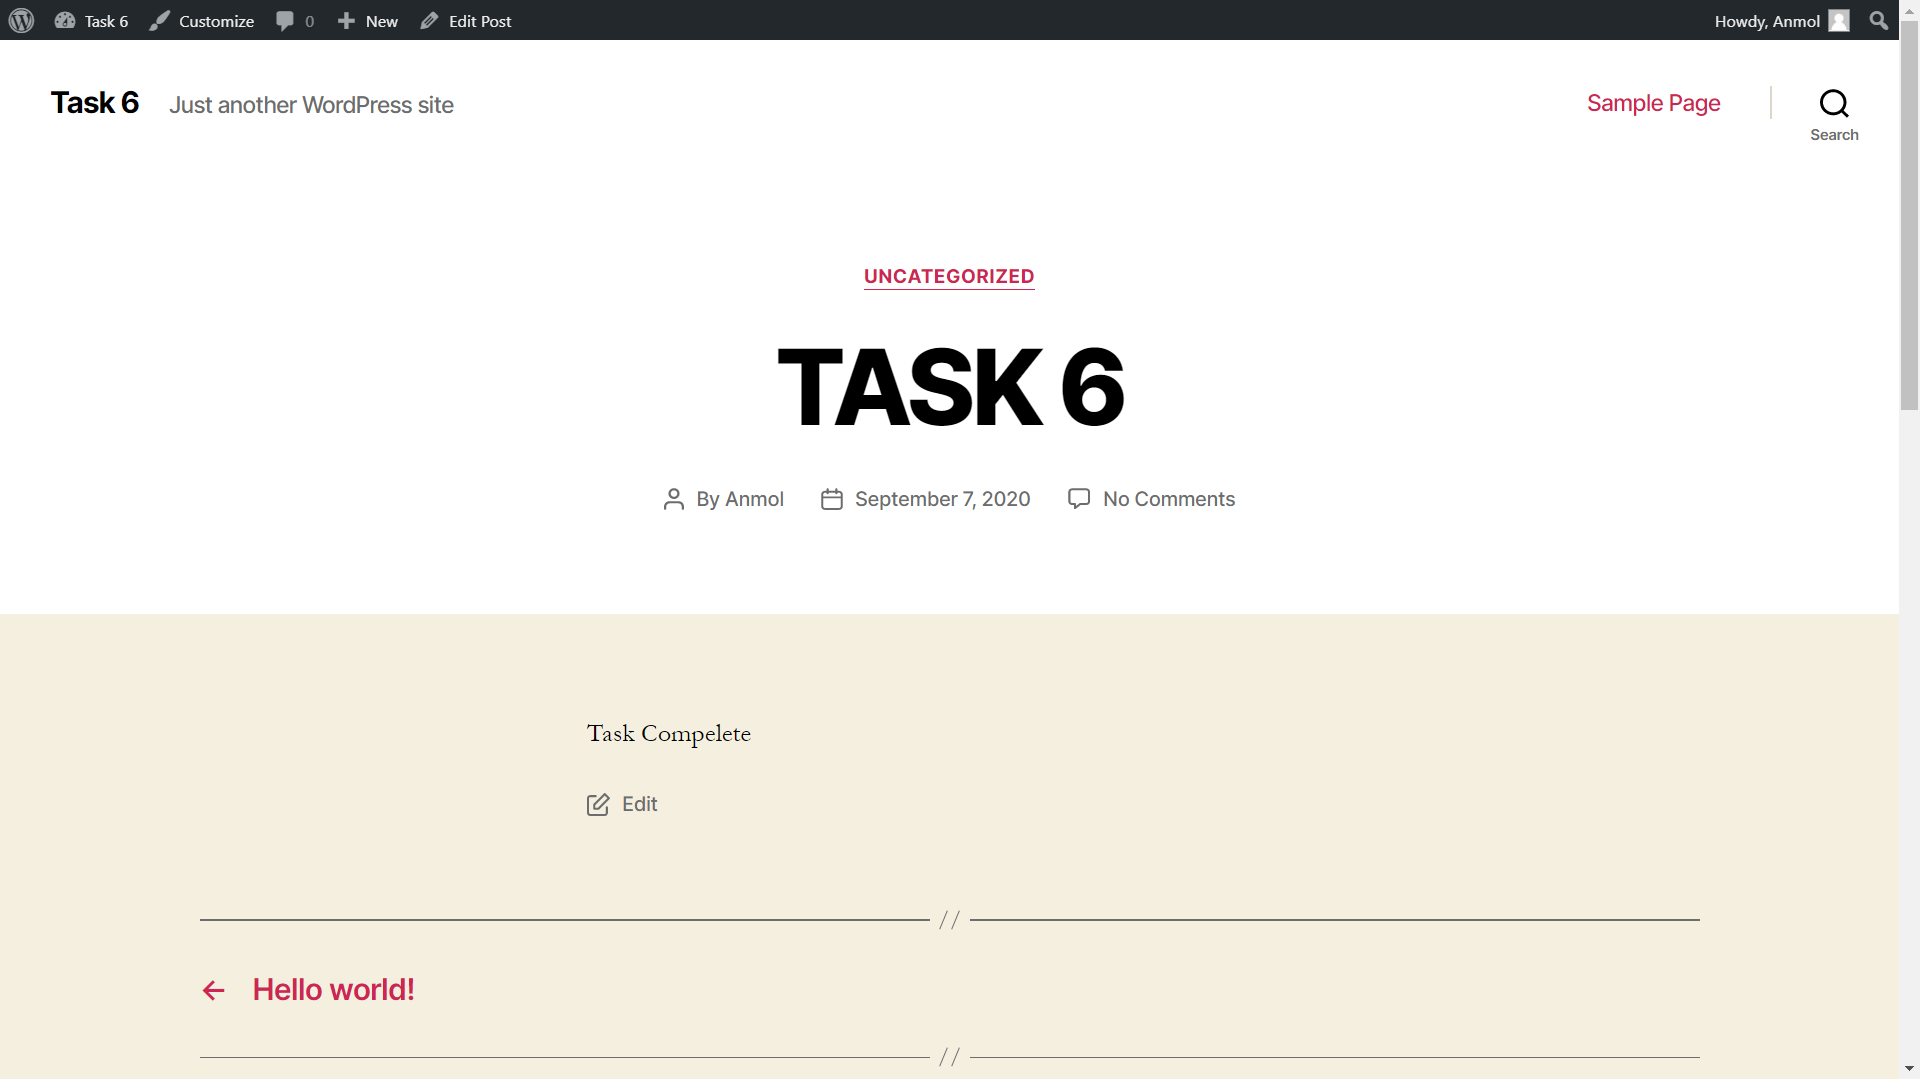 Task 6 Customize 0 New Edit Post Howdy, Anmol
Task 6 Just another WordPress site Sample Page
Search
UNCATEGORIZED
TASK 6
By Anmol September 7, 2020 No Comments
Task Compelete
Edit
//
← Hello world!
//